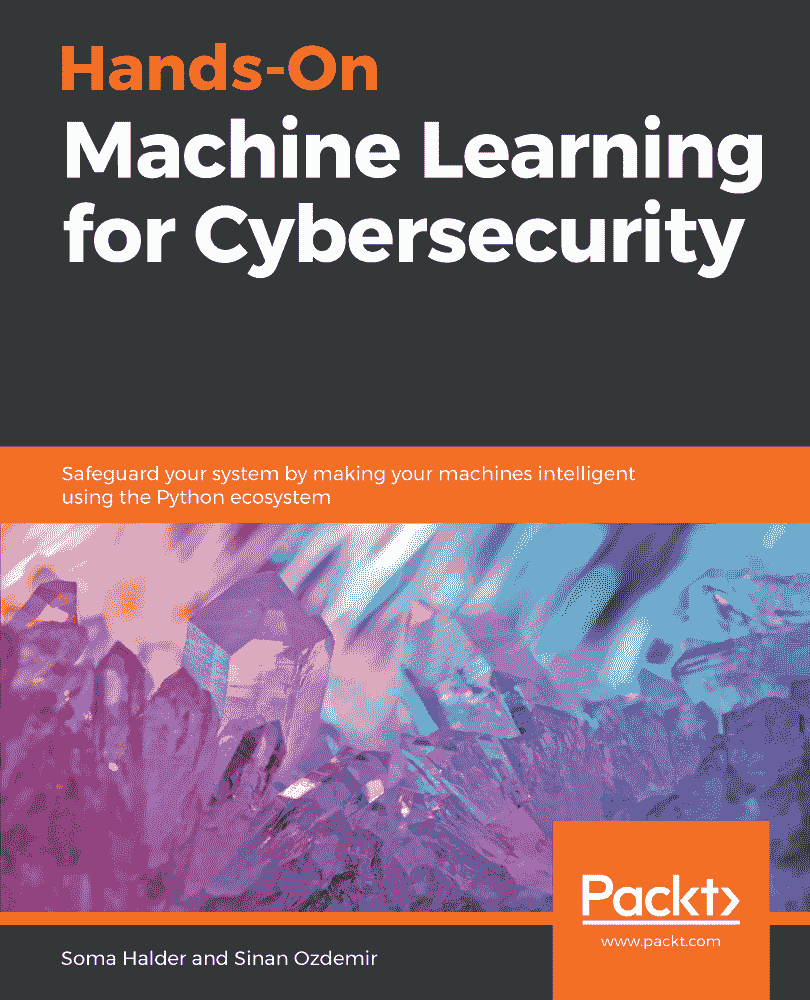 Hands-On
Machine Learning
for Cybersecurity
Safeguard your system by making your machines intelligent
using the Python ecosystem
Packt>
www.packt.com
Soma Halder and Sinan Ozdemir